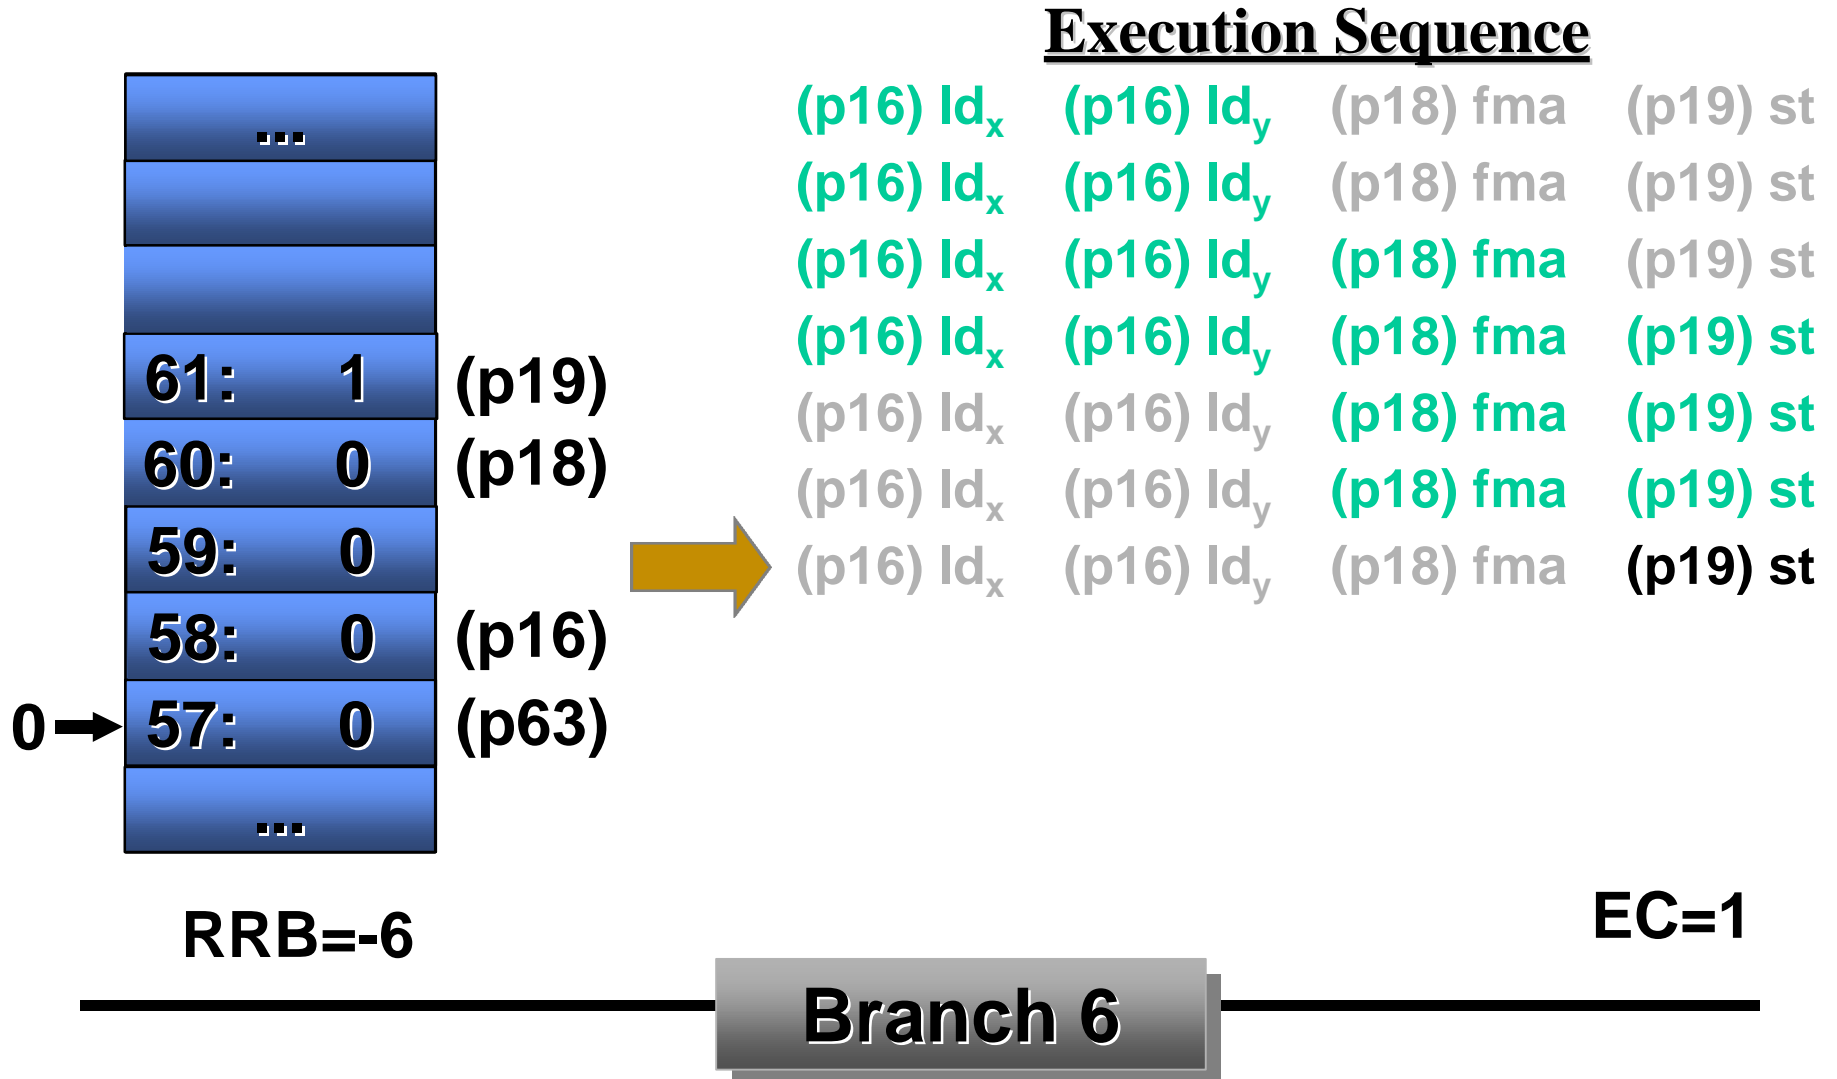 Execution Sequence
(p16) ldx (p16) ldy (p18) fma (p19) st
(p16) ldx (p16) ldy (p18) fma (p19) st
(p16) ldx (p16) ldy (p18) fma (p19) st
(p16) ldx (p16) ldy (p18) fma (p19) st
(p16) ldx (p16) ldy (p18) fma (p19) st
(p16) ldx (p16) ldy (p18) fma (p19) st
(p16) ldx (p16) ldy (p18) fma (p19) st
...
61: 1 (p19)
60: 0 (p18)
59: 0
58: 0 (p16)
0 57: 0 (p63)
...
RRB=-6
EC=1
Branch 6